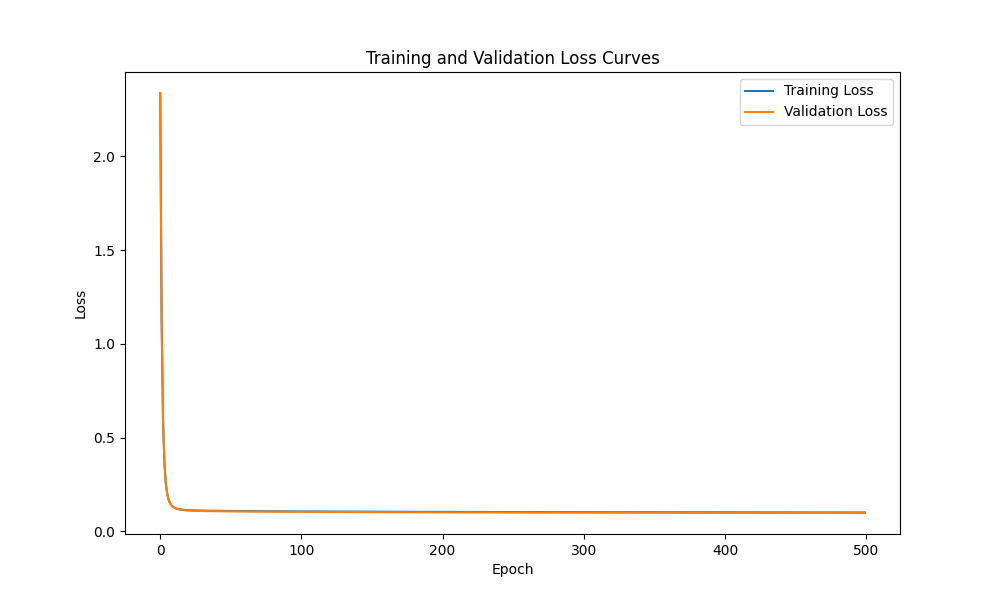 Training and Validation Loss Curves
Training Loss
Validation Loss
2.0
1.5
1.0
0.5
0.0
Loss
0 100 200 300 400 500
Epoch